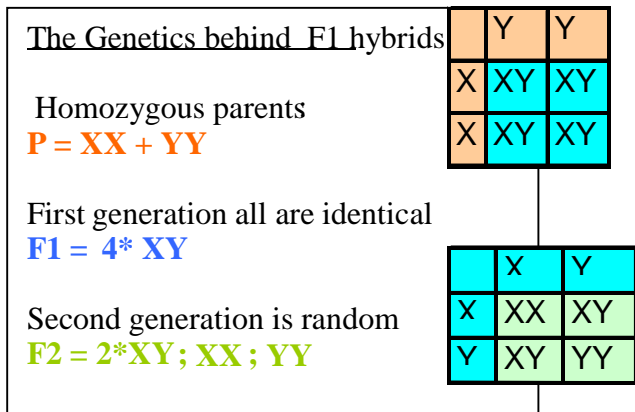 The Genetics behind F1 hybrids
Homozygous parents
P = XX + YY
First generation all are identical
F1 = 4* XY
Second generation is random
F2 = 2*XY ; XX ; YY
Y Y
X XY XY
X XY XY
X Y
X XX XY
Y XY YY